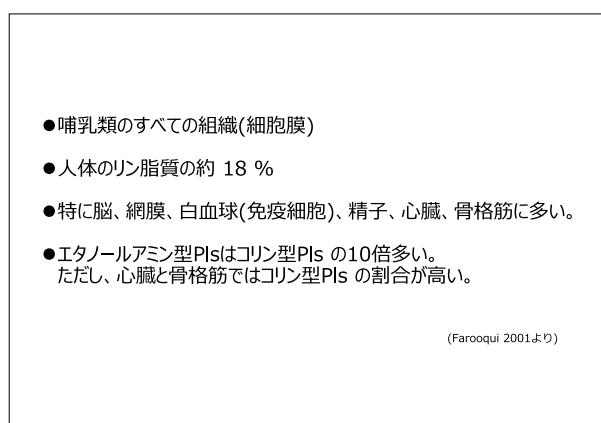 ●哺乳類のすべての組織(細胞膜)
●人体のリン脂質の約 18 %
●特に脳、網膜、白血球(免疫細胞)、精子、心臓、骨格筋に多い。
●エタノールアミン型Plsはコリン型Pls の10倍多い。
ただし、心臓と骨格筋ではコリン型Pls の割合が高い。
(Farooqui 2001より)